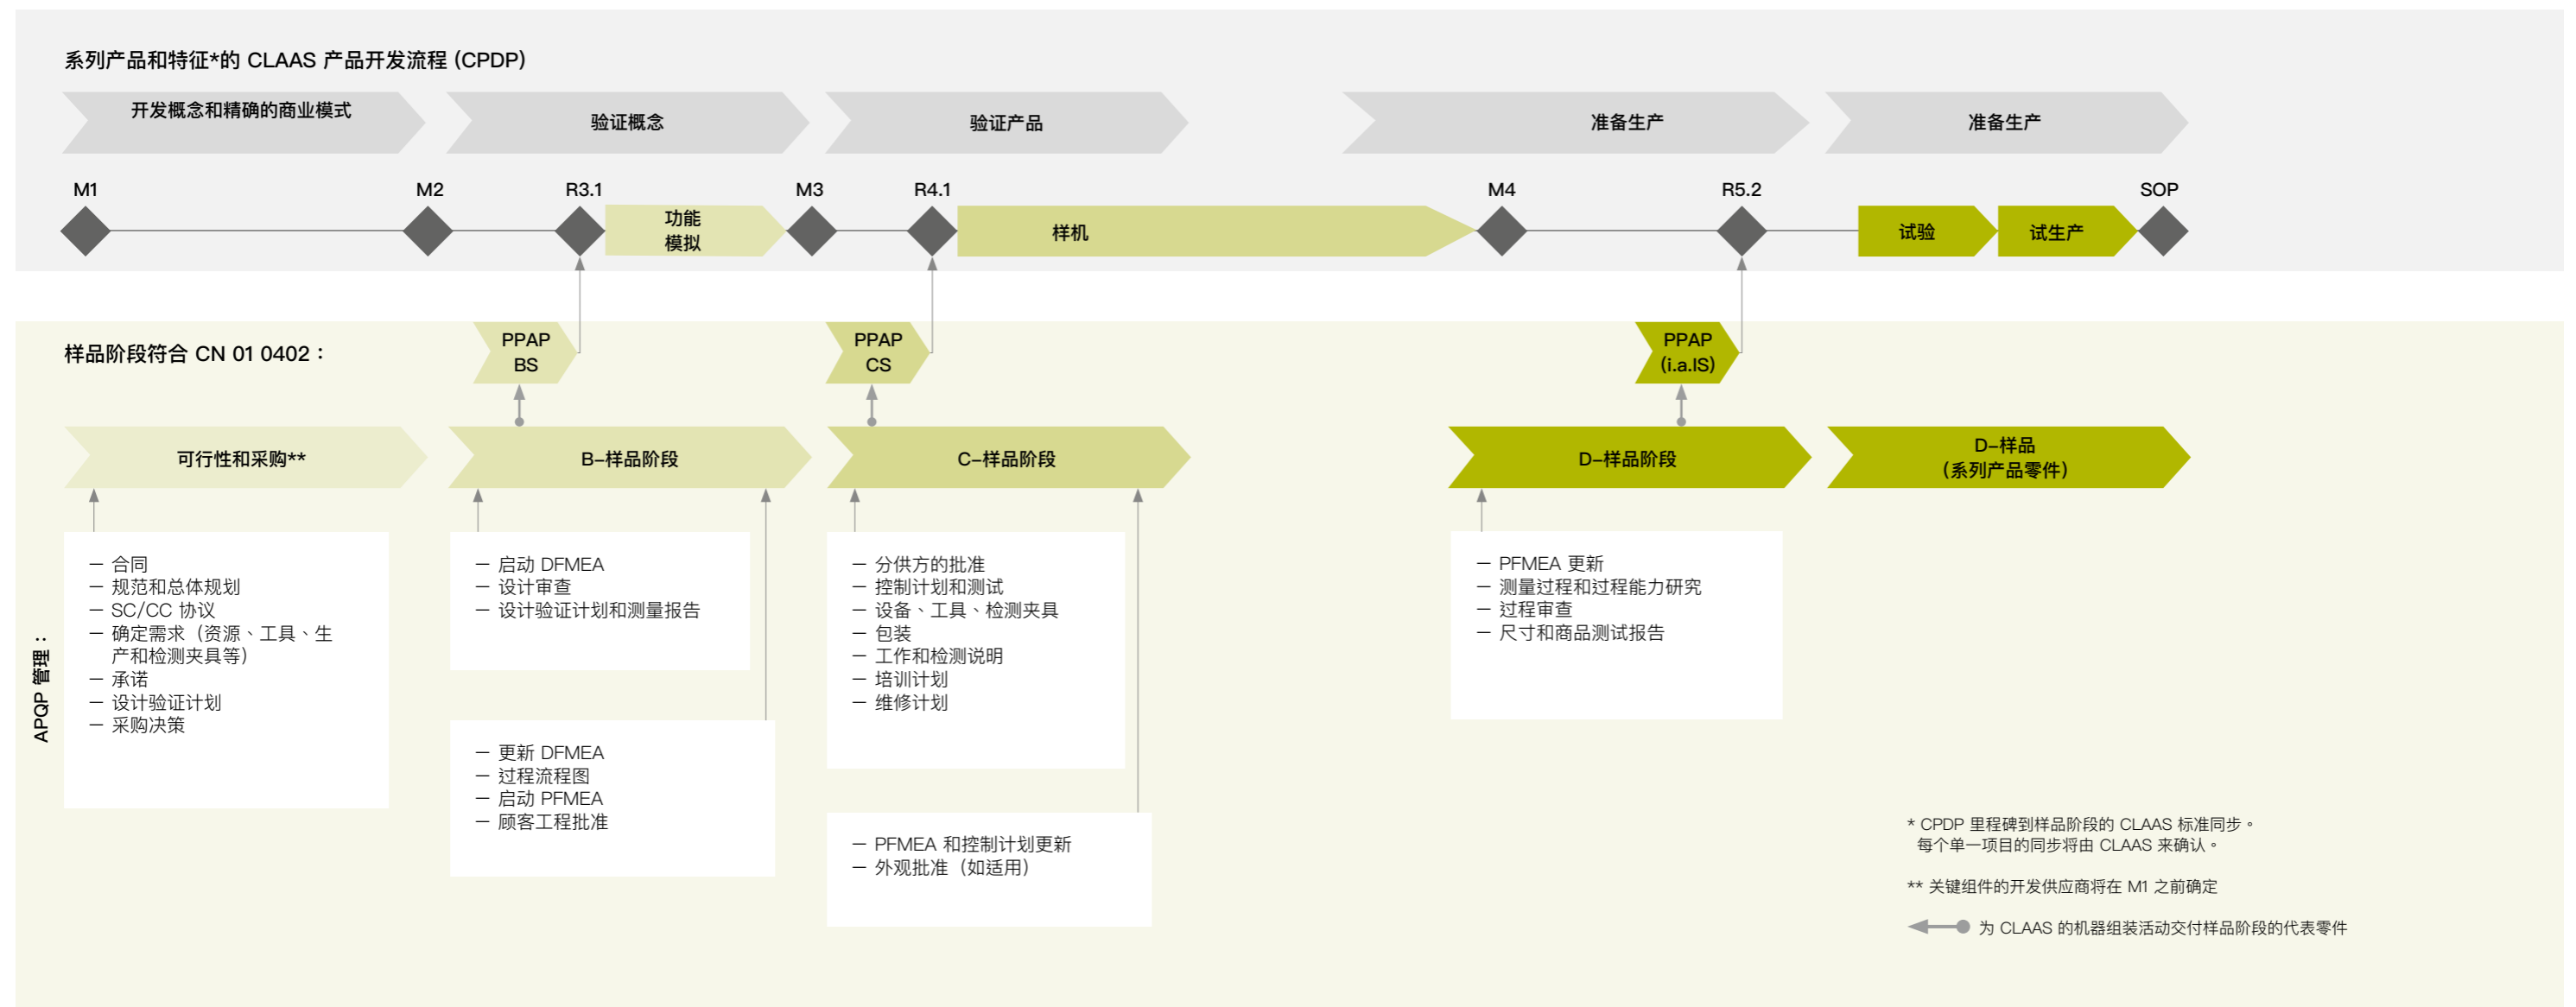 系列产品和特征*的 CLAAS 产品开发流程 (CPDP)
开发概念和精确的商业模式
验证概念
验证产品
准备生产
准备生产
M1
M2
R3.1
M3
R4.1
M4
R5.2
SOP
功能
模拟
样机
试验
试生产
样品阶段符合 CN 01 0402：
PPAP
BS
PPAP
CS
PPAP
(i.a.IS)
可行性和采购**
B–样品阶段
C–样品阶段
D–样品阶段
D–样品
（系列产品零件）
APQP 管理：
— 合同
— 规范和总体规划
— SC/CC 协议
— 确定需求（资源、工具、生
产和检测夹具等）
— 承诺
— 设计验证计划
— 采购决策
— 启动 DFMEA
— 设计审查
— 设计验证计划和测量报告
— 更新 DFMEA
— 过程流程图
— 启动 PFMEA
— 顾客工程批准
— 分供方的批准
— 控制计划和测试
— 设备、工具、检测夹具
— 包装
— 工作和检测说明
— 培训计划
— 维修计划
— PFMEA 和控制计划更新
— 外观批准（如适用）
— PFMEA 更新
— 测量过程和过程能力研究
— 过程审查
— 尺寸和商品测试报告
* CPDP 里程碑到样品阶段的 CLAAS 标准同步。
每个单一项目的同步将由 CLAAS 来确认。
** 关键组件的开发供应商将在 M1 之前确定
为 CLAAS 的机器组装活动交付样品阶段的代表零件